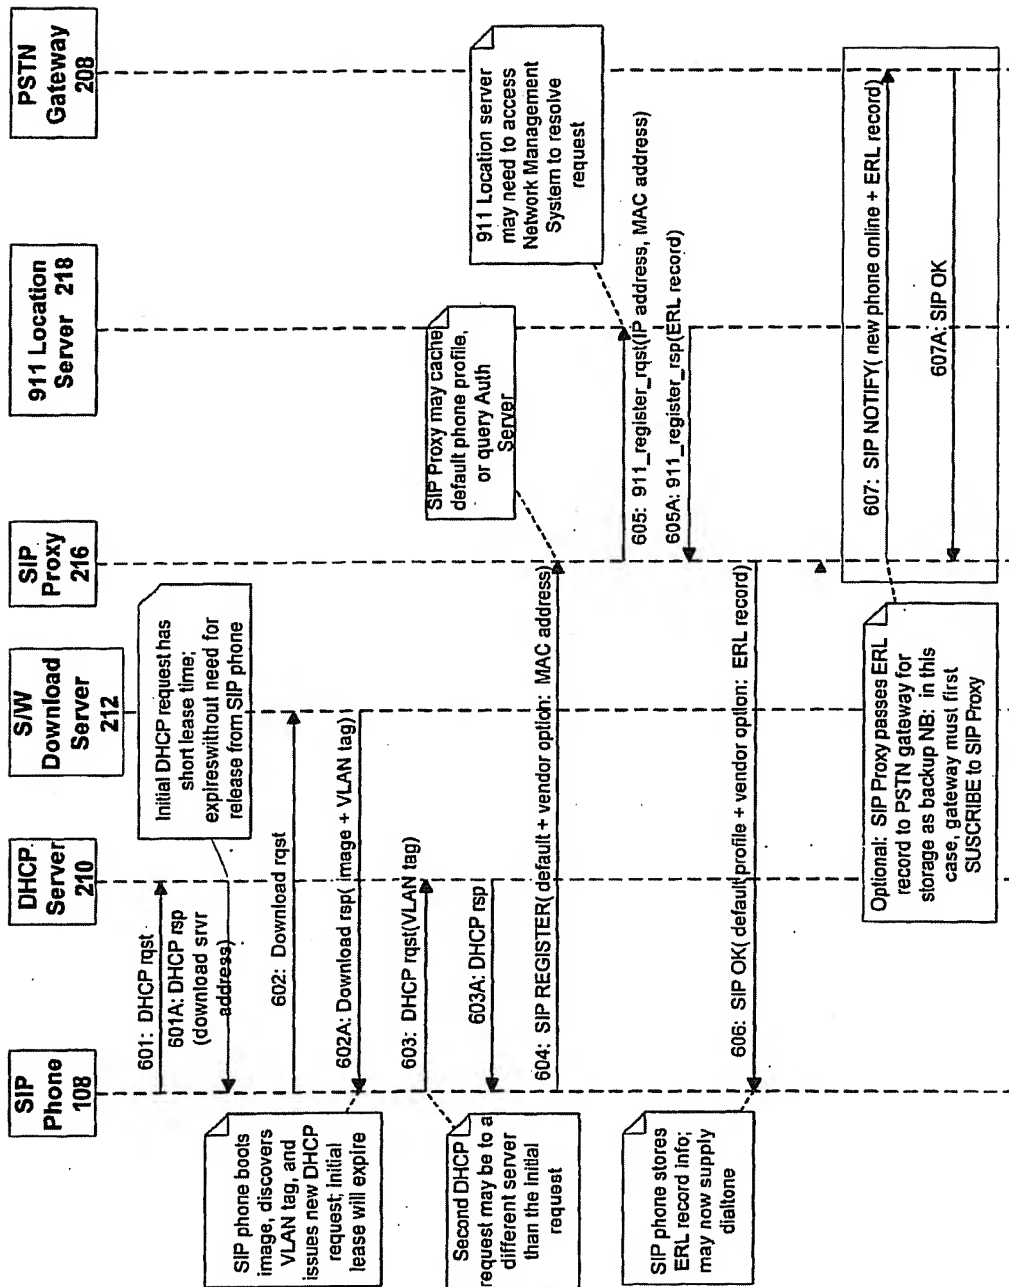 SIP
Phone
108
DHCP
Server
210
S/W
Download
Server
212
SIP
Proxy
216
911 Location
Server 218
PSTN
Gateway
208
601: DHCP rqst
601A: DHCP rsp
(download srvr
address)
Initial DHCP request has
short lease time;
expireswithout need for
release from SIP phone
602: Download rqst
602A: Download rsp( image + VLAN tag)
SIP phone boots
image, discovers
VLAN tag, and
issues new DHCP
request; initial
lease will expire
603: DHCP rqst(VLAN tag)
603A: DHCP rsp
Second DHCP
request may be to a
different server
than the initial
request
604: SIP REGISTER( default + vendor option: MAC address)
SIP Proxy may cache
default phone profile,
or query Auth
Server
605: 911_register_rqst(IP address, MAC address)
605A: 911_register_rsp(ERL record)
911 Location server
may need to access
Network Management
System to resolve
request
606: SIP OK( default profile + vendor option: ERL record)
SIP phone stores
ERL record info;
may now supply
dialtone
607: SIP NOTIFY( new phone online + ERL record)
607A: SIP OK
Optional: SIP Proxy passes ERL
record to PSTN gateway for
storage as backup NB: in this
case, gateway must first
SUSCRIBE to SIP Proxy